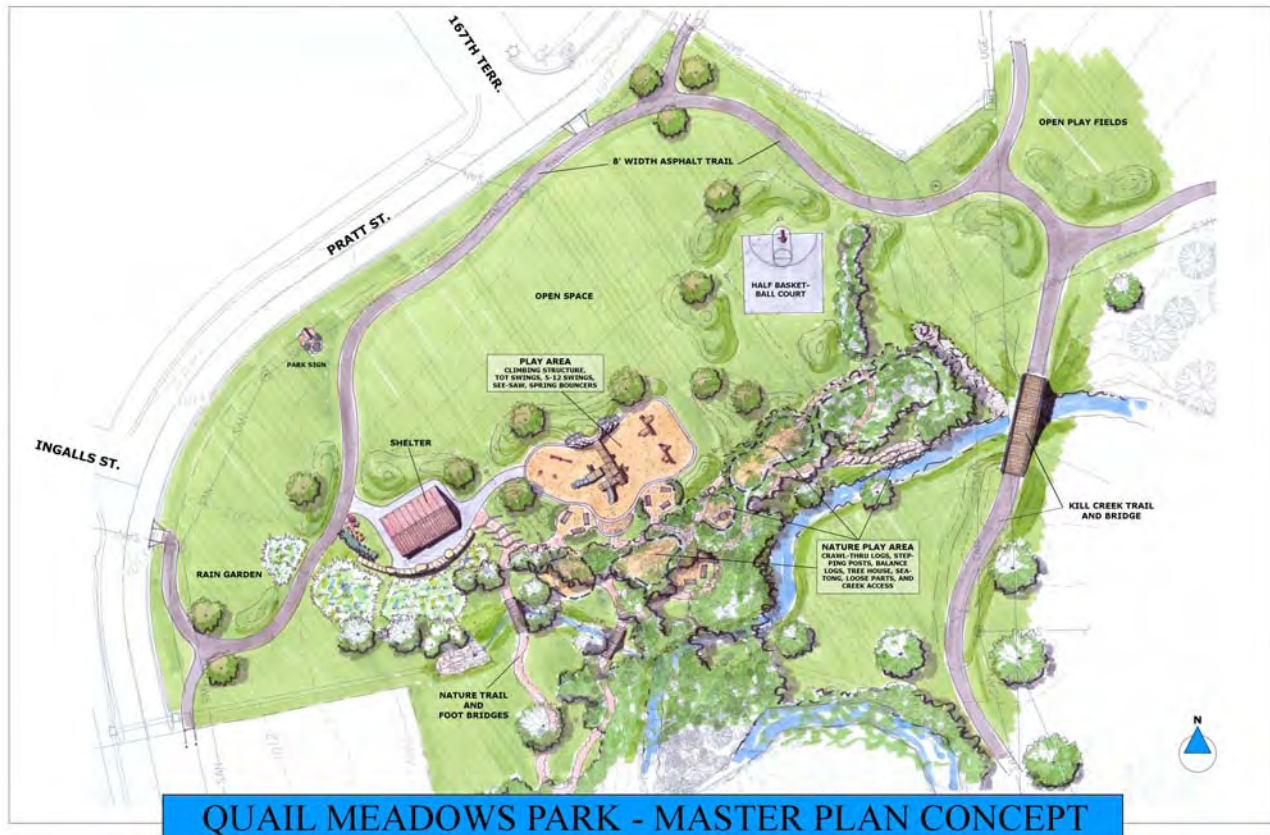 167TH TERR.
OPEN PLAY FIELDS
8' WIDTH ASPHALT TRAIL
PRATT ST.
HALF BASKET-
BALL COURT
OPEN SPACE
PARK SIGN
PLAY AREA
CLIMBING STRUCTURE,
TOT SWINGS, 5-12 SWINGS,
SEE-SAW, SPRING BOUNCERS
INGALLS ST.
SHELTER
KILL CREEK TRAIL
AND BRIDGE
NATURE PLAY AREA
CRAWL-THRU LOGS, STEP-
PING POSTS, BALANCE
LOGS, TREE HOUSE, SEA-
TONG, LOOSE PARTS, AND
CREEK ACCESS
RAIN GARDEN
NATURE TRAIL
AND
FOOT BRIDGES
N
QUAIL MEADOWS PARK - MASTER PLAN CONCEPT